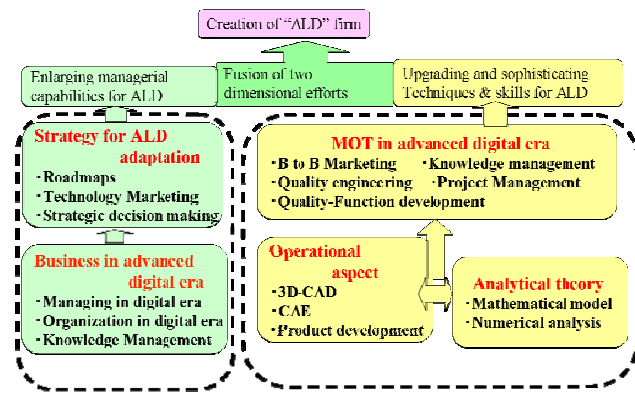 Creation of “ALD” firm
Enlarging managerial
capabilities for ALD
Fusion of two
dimensional efforts
Upgrading and sophisticating
Techniques & skills for ALD
Strategy for ALD
adaptation
・Roadmaps
・Technology Marketing
・Strategic decision making
Business in advanced
digital era
・Managing in digital era
・Organization in digital era
・Knowledge Management
MOT in advanced digital era
・B to B Marketing ・Knowledge management
・Quality engineering ・Project Management
・Quality-Function development
Operational
aspect
・3D-CAD
・CAE
・Product development
Analytical theory
・Mathematical model
・Numerical analysis